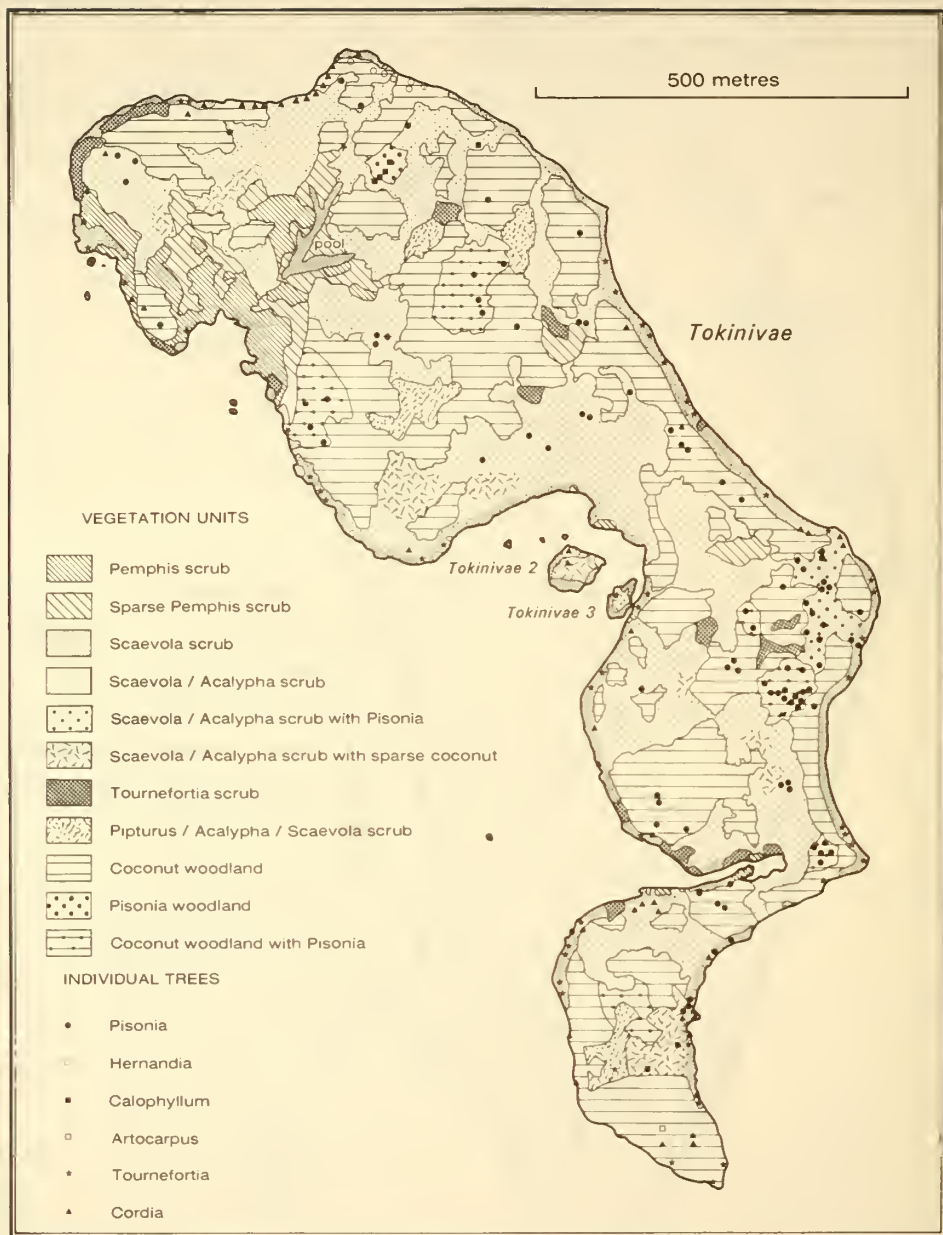 500 metres
pool
Tokinivae
VEGETATION UNITS
Tokinivae 2
Tokinivae 3
Pemphis scrub
Sparse Pemphis scrub
Scaevola scrub
Scaevola / Acalypha scrub
Scaevola / Acalypha scrub with Pisonia
Scaevola / Acalypha scrub with sparse coconut
Tournefortia scrub
Pipturus / Acalypha / Scaevola scrub
Coconut woodland
Pisonia woodland
Coconut woodland with Pisonia
INDIVIDUAL TREES
Pisonia
Hernandia
Calophyllum
Artocarpus
Tournefortia
Cordia